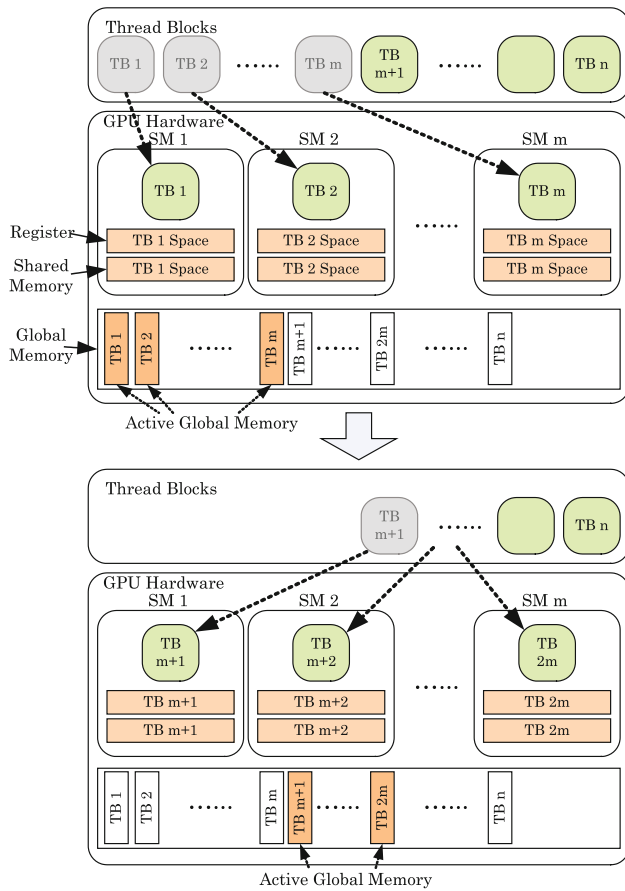 Thread Blocks
TB 1
TB 2
······
TB m
TB
m+1
······
TB n
GPU Hardware
SM 1
SM 2
SM m
TB 1
TB 2
TB m
······
Register
TB 1 Space
TB 2 Space
TB m Space
Shared
Memory
TB 1 Space
TB 2 Space
TB m Space
Global
Memory
TB 1
TB 2
······
TB m
TB m+1
······
TB 2m
······
TB n
Active Global Memory
Thread Blocks
TB
m+1
······
TB n
GPU Hardware
SM 1
SM 2
SM m
TB
m+1
TB
m+2
TB
2m
······
TB m+1
TB m+2
TB 2m
TB m+1
TB m+2
TB 2m
TB 1
TB 2
······
TB m
TB m+1
······
TB 2m
······
TB n
Active Global Memory